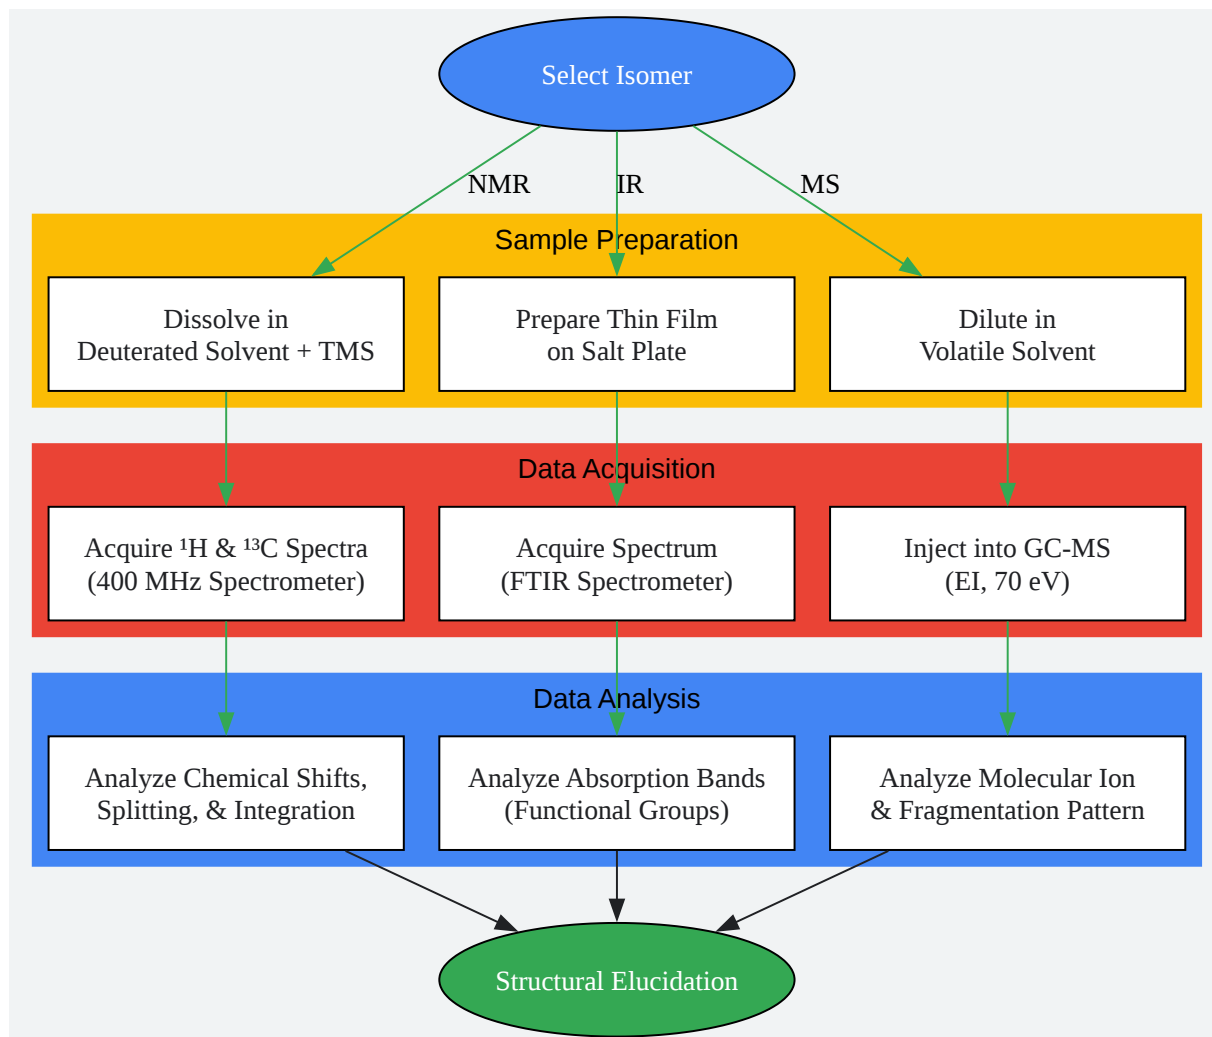 Select Isomer
NMR
IR
MS
Sample Preparation
Dissolve in
Deuterated Solvent + TMS
Prepare Thin Film
on Salt Plate
Dilute in
Volatile Solvent
Data Acquisition
Acquire ¹H & ¹³C Spectra
(400 MHz Spectrometer)
Acquire Spectrum
(FTIR Spectrometer)
Inject into GC-MS
(EI, 70 eV)
Data Analysis
Analyze Chemical Shifts,
Splitting, & Integration
Analyze Absorption Bands
(Functional Groups)
Analyze Molecular Ion
& Fragmentation Pattern
Structural Elucidation